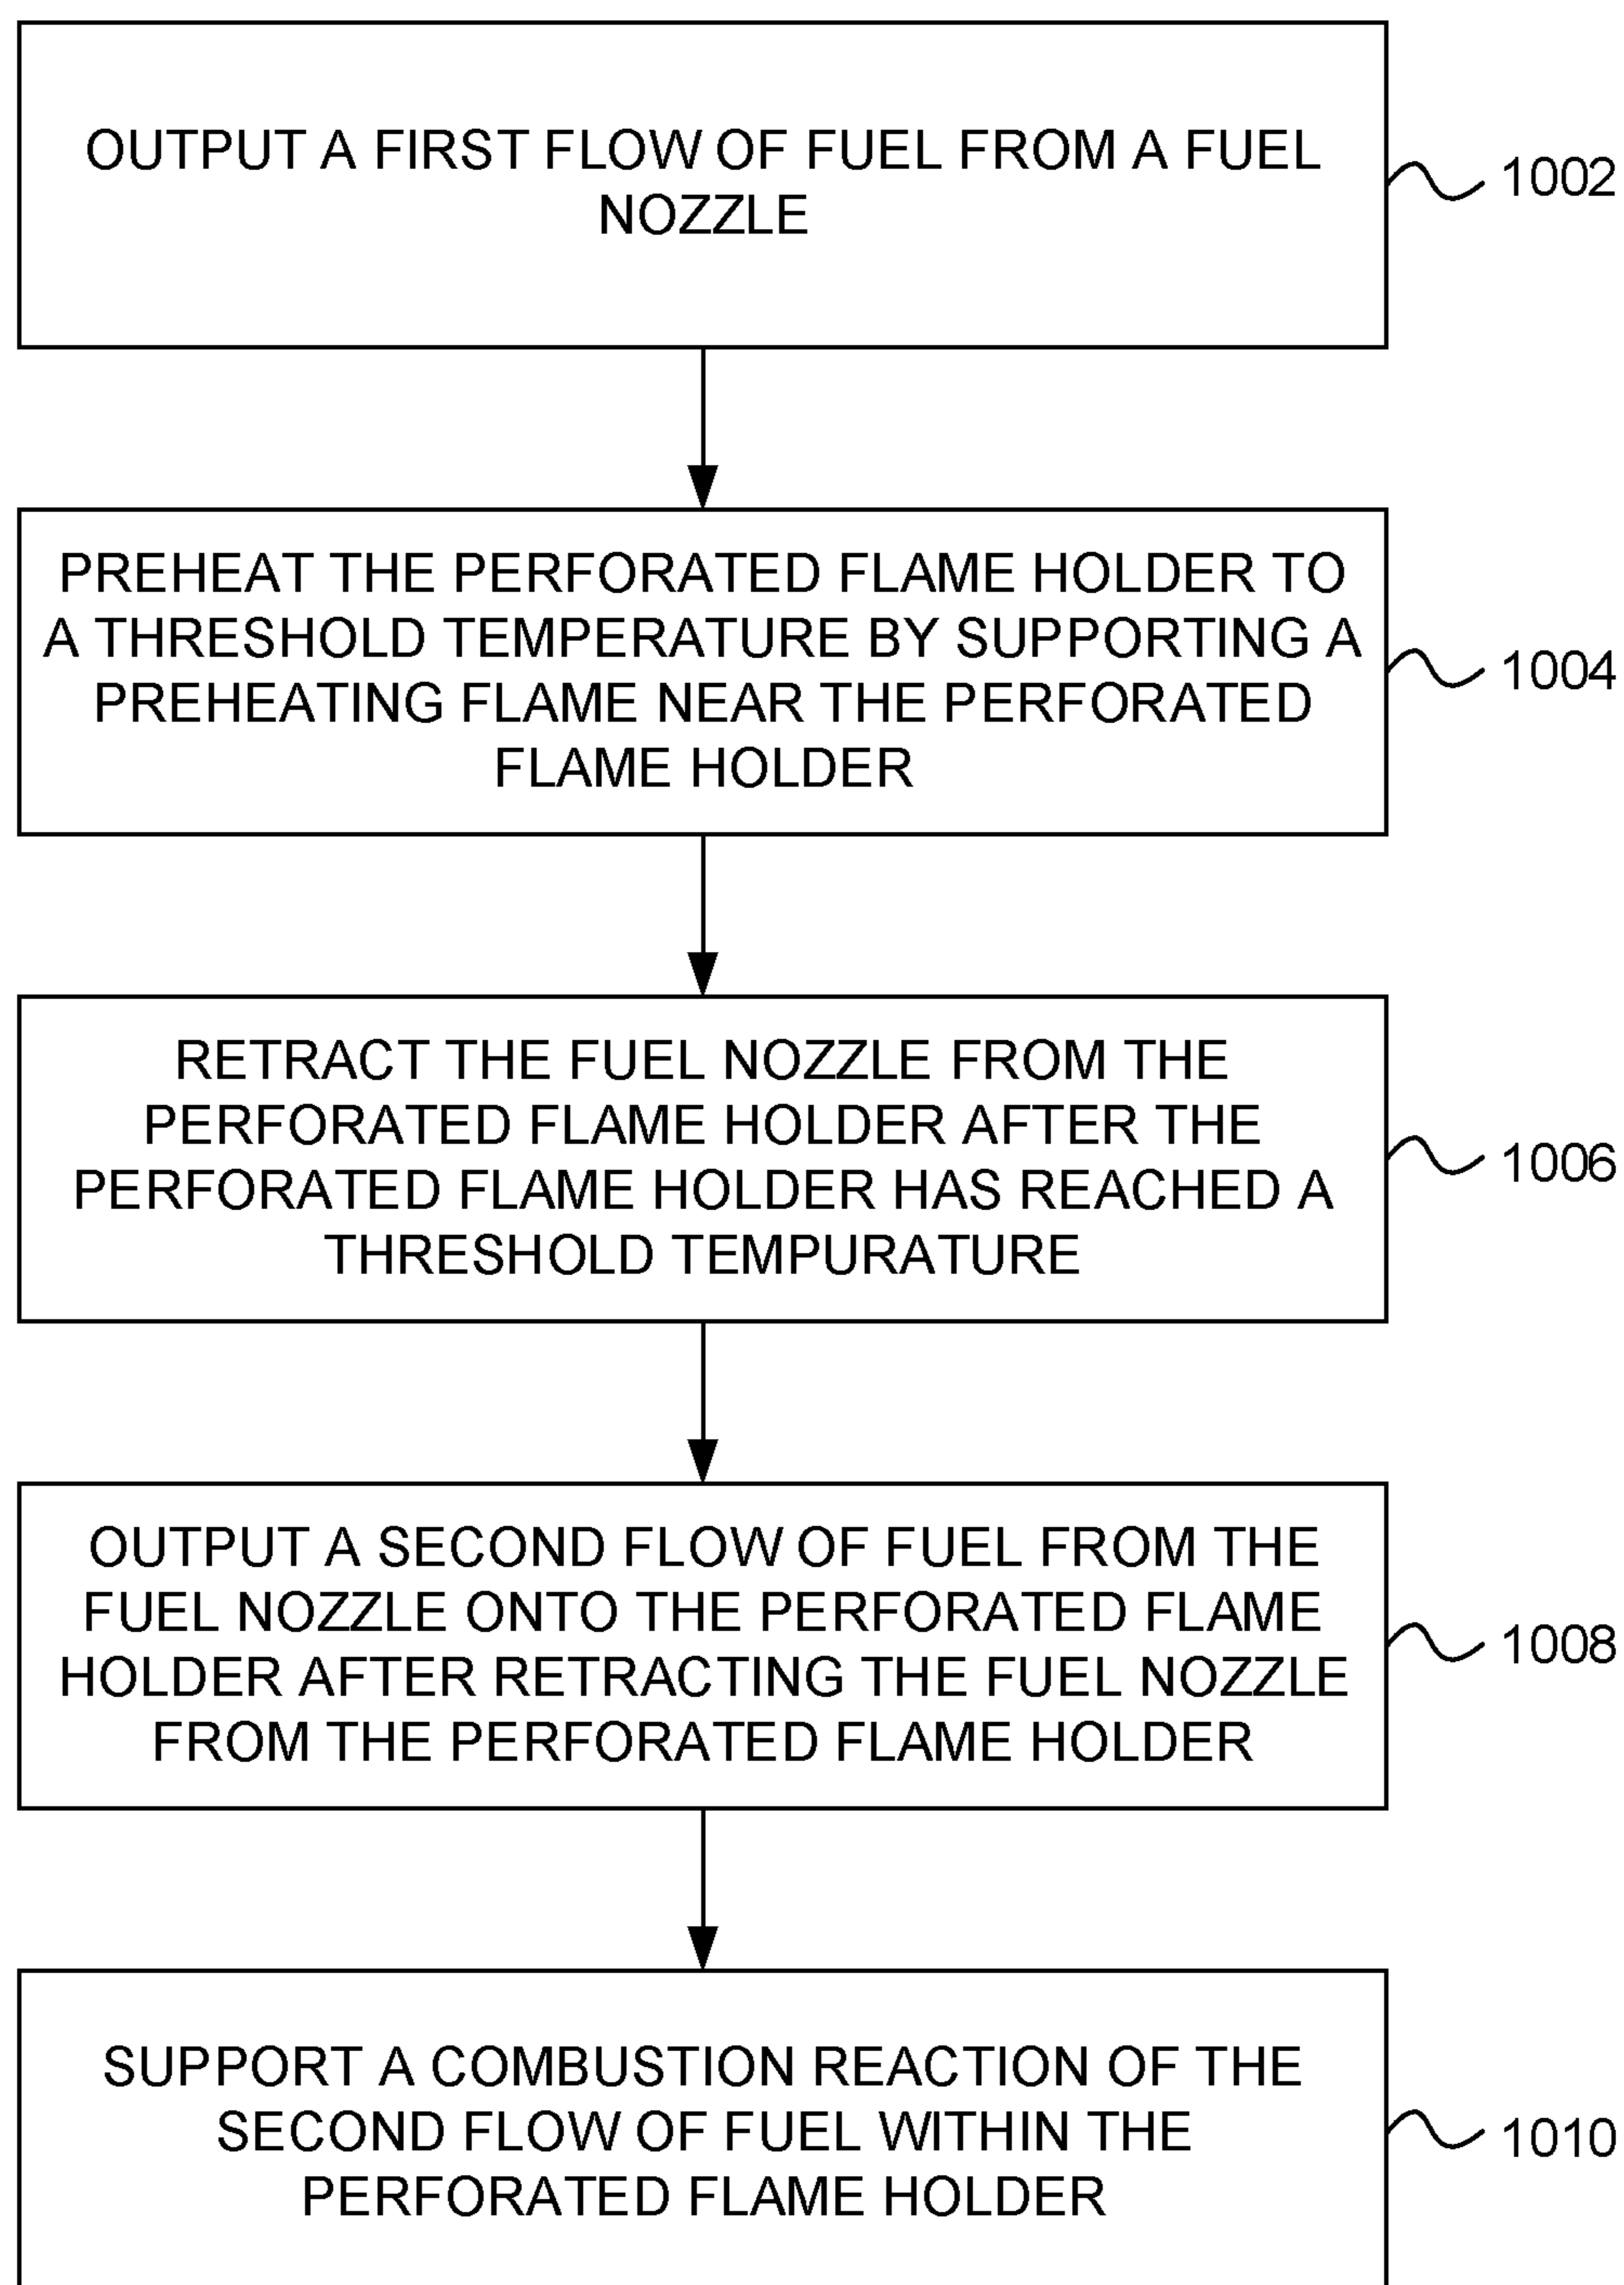 OUTPUT A FIRST FLOW OF FUEL FROM A FUEL
NOZZLE
1002
PREHEAT THE PERFORATED FLAME HOLDER TO
A THRESHOLD TEMPERATURE BY SUPPORTING A
PREHEATING FLAME NEAR THE PERFORATED
FLAME HOLDER
1004
RETRACT THE FUEL NOZZLE FROM THE
PERFORATED FLAME HOLDER AFTER THE
PERFORATED FLAME HOLDER HAS REACHED A
THRESHOLD TEMPURATURE
1006
OUTPUT A SECOND FLOW OF FUEL FROM THE
FUEL NOZZLE ONTO THE PERFORATED FLAME
HOLDER AFTER RETRACTING THE FUEL NOZZLE
FROM THE PERFORATED FLAME HOLDER
1008
SUPPORT A COMBUSTION REACTION OF THE
SECOND FLOW OF FUEL WITHIN THE
PERFORATED FLAME HOLDER
1010